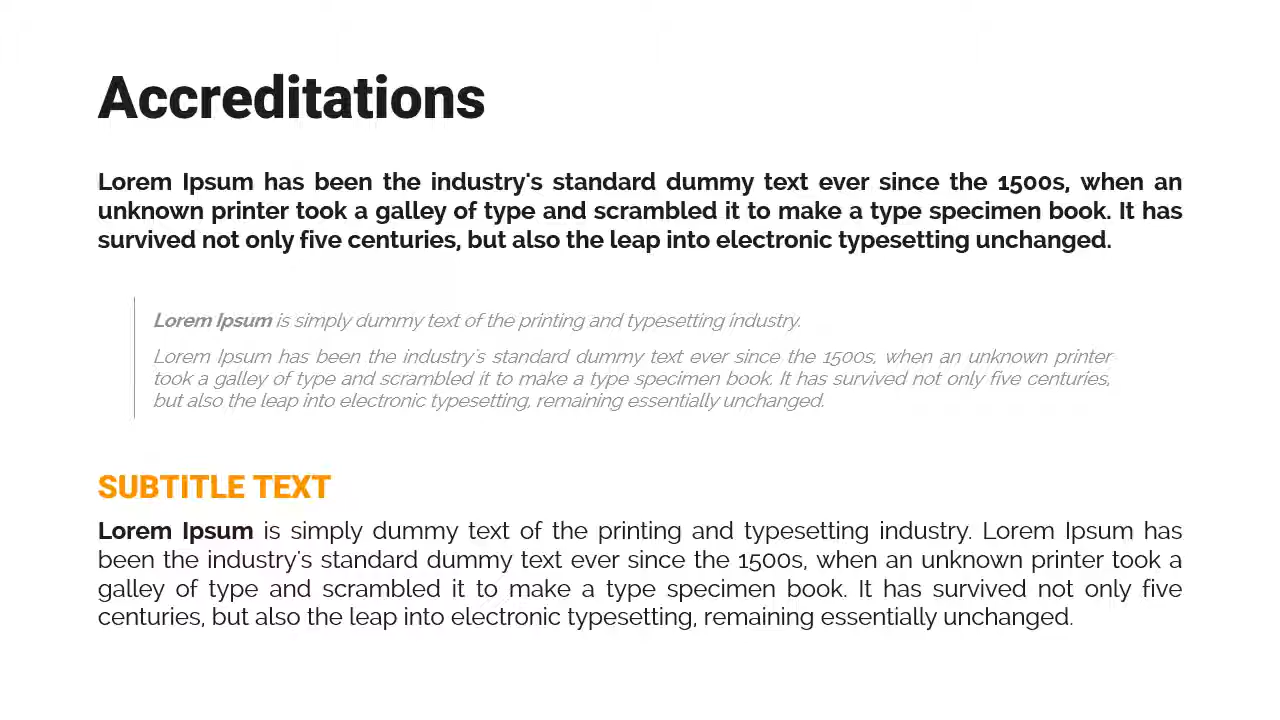 Accreditations
Lorem Ipsum has been the industry's standard dummy text ever since the 1500s, when an
unknown printer took a galley of type and scrambled it to make a type specimen book. It has
survived not only five centuries, but also the leap into electronic typesetting unchanged.
Lorem Ipsum is simply dummy text of the printing and typesetting industry.
Lorem Ipsum has been the industry's standard dummy text ever since the 1500s, when an unknown printer
took a galley of type and scrambled it to make a type specimen book. It has survived not only five centuries,
but also the leap into electronic typesetting, remaining essentially unchanged.
SUBTITLE TEXT
Lorem Ipsum is simply dummy text of the printing and typesetting industry. Lorem Ipsum has
been the industry's standard dummy text ever since the 1500s, when an unknown printer took a
galley of type and scrambled it to make a type specimen book. It has survived not only five
centuries, but also the leap into electronic typesetting, remaining essentially unchanged.